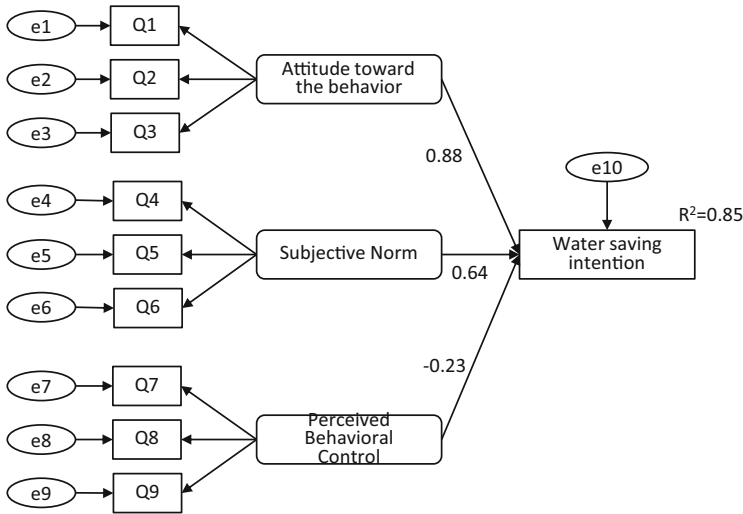 e1
Q1
e2
Q2
Attitude toward
the behavior
e3
Q3
0.88
e10
e4
Q4
R²=0.85
e5
Q5
Subjective Norm
Water saving
intention
0.64
e6
Q6
-0.23
e7
Q7
e8
Q8
Perceived
Behavioral
Control
e9
Q9